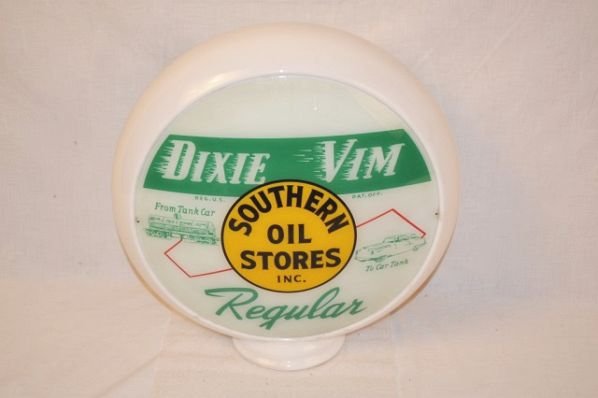 DIXIE VIM
REG. U.S. PAT. OFF.
From Tank Car
SOUTHERN
OIL
STORES
INC.
To Car Tank
Regular